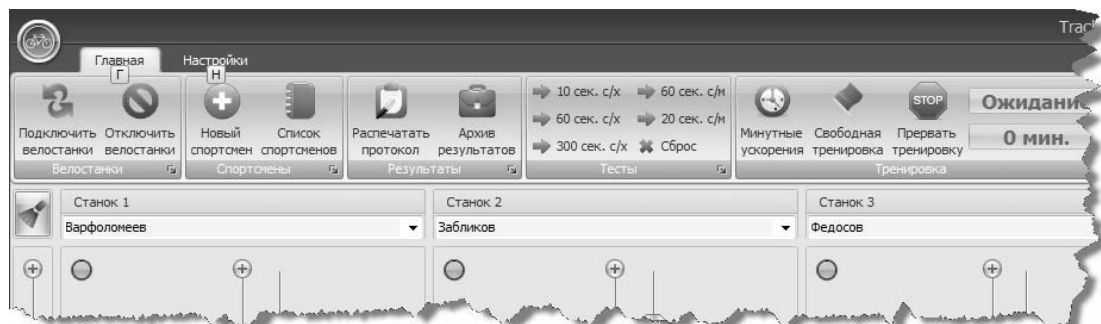 Track
Главная Настройки
Г Н
Подключить велостанки
Отключить велостанки
Новый спортсмен
Список спортсменов
Распечатать протокол
Архив результатов
10 сек. с/х 60 сек. с/м
60 сек. с/х 20 сек. с/м
300 сек. с/х Сброс
Минутные ускорения
Свободная тренировка
STOP
Прервать тренировку
Ожидание
0 мин.
Велостанки Спортсмены Результаты Тесты Тренировка
Станок 1 Станок 2 Станок 3
Варфоломеев Забликов Федосов